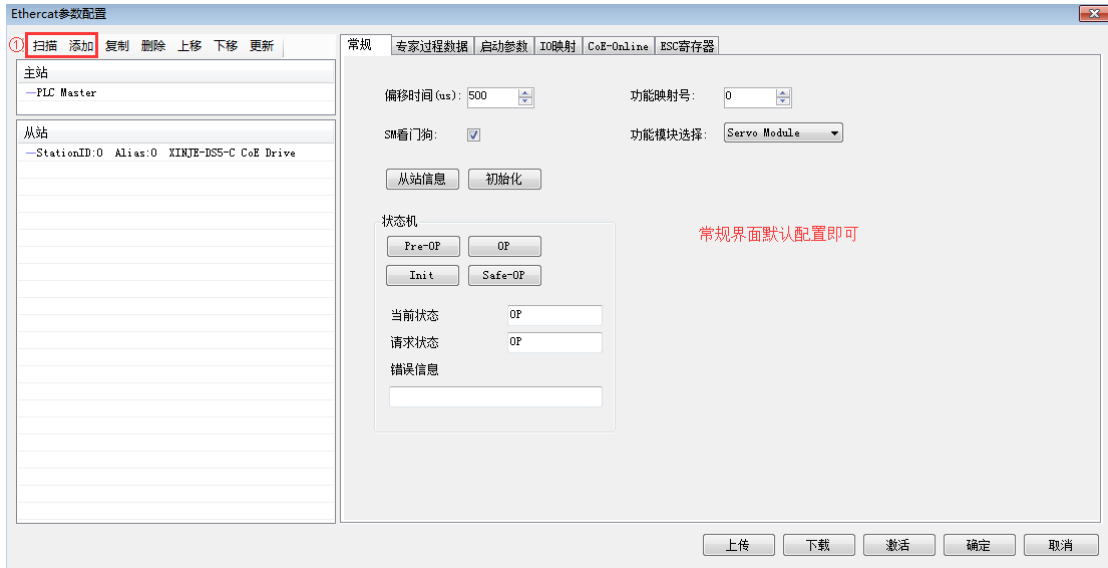 Ethercat参数配置
① 扫描 添加 复制 删除 上移 下移 更新
主站
PLC Master
从站
StationID:0 Alias:0 XINJE-DS5-C CoE Drive
常规 专家过程数据 启动参数 IO映射 CoE-Online ESC寄存器
偏移时间(us): 500 功能映射号: 0
SM看门狗: 功能模块选择: Servo Module
从站信息 初始化
状态机
常规界面默认配置即可
Pre-OP OP
Init Safe-OP
当前状态 OP
请求状态 OP
错误信息
上传 下载 激活 确定 取消